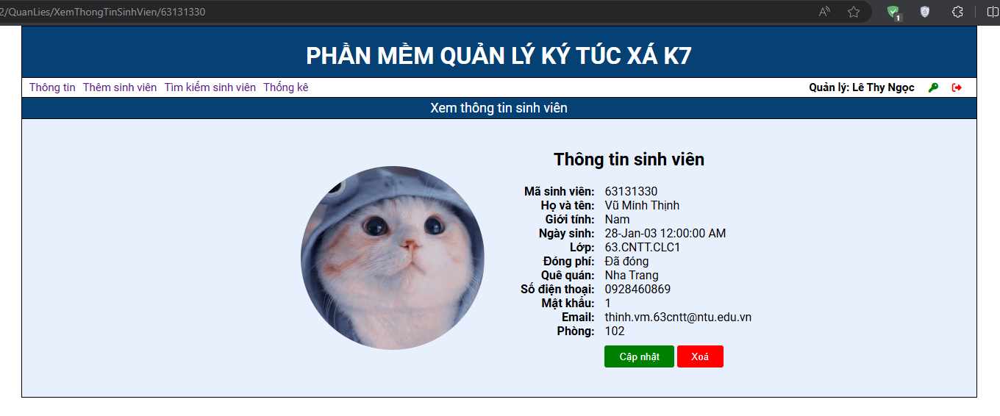 2/QuanLies/XemThongTinSinhVien/63131330
1
PHẦN MỀM QUẢN LÝ KÝ TÚC XÁ K7
Thông tin Thêm sinh viên Tìm kiếm sinh viên Thống kê Quản lý: Lê Thy Ngọc
Xem thông tin sinh viên
Thông tin sinh viên
Mã sinh viên: 63131330
Họ và tên: Vũ Minh Thịnh
Giới tính: Nam
Ngày sinh: 28-Jan-03 12:00:00 AM
Lớp: 63.CNTT.CLC1
Đóng phí: Đã đóng
Quê quán: Nha Trang
Số điện thoại: 0928460869
Mật khẩu: 1
Email: thinh.vm.63cntt@ntu.edu.vn
Phòng: 102
Cập nhật Xoá